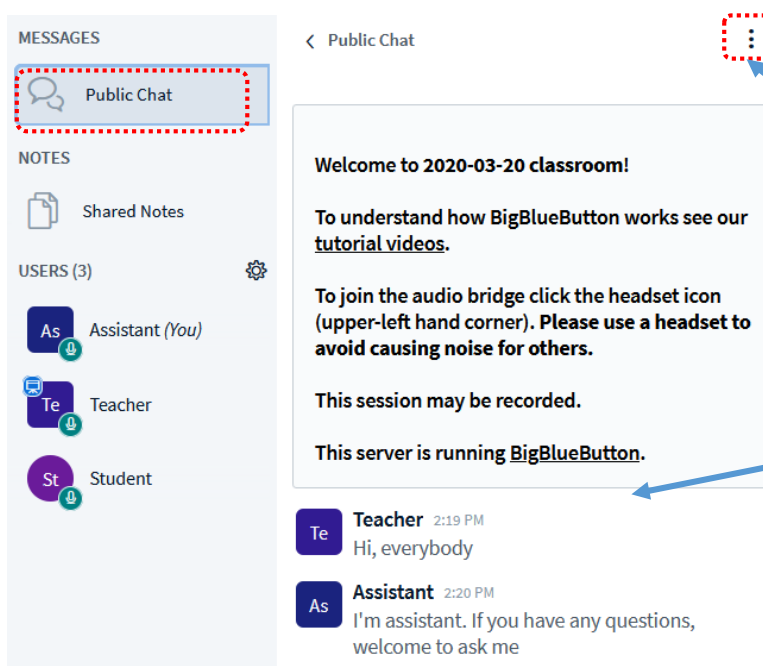 MESSAGES
Public Chat
NOTES
Shared Notes
USERS (3)
As
Assistant (You)
Te
Teacher
St
Student
Public Chat
Welcome to 2020-03-20 classroom!
To understand how BigBlueButton works see our
tutorial videos.
To join the audio bridge click the headset icon
(upper-left hand corner). Please use a headset to
avoid causing noise for others.
This session may be recorded.
This server is running BigBlueButton.
Te
Teacher 2:19 PM
Hi, everybody
As
Assistant 2:20 PM
I'm assistant. If you have any questions,
welcome to ask me